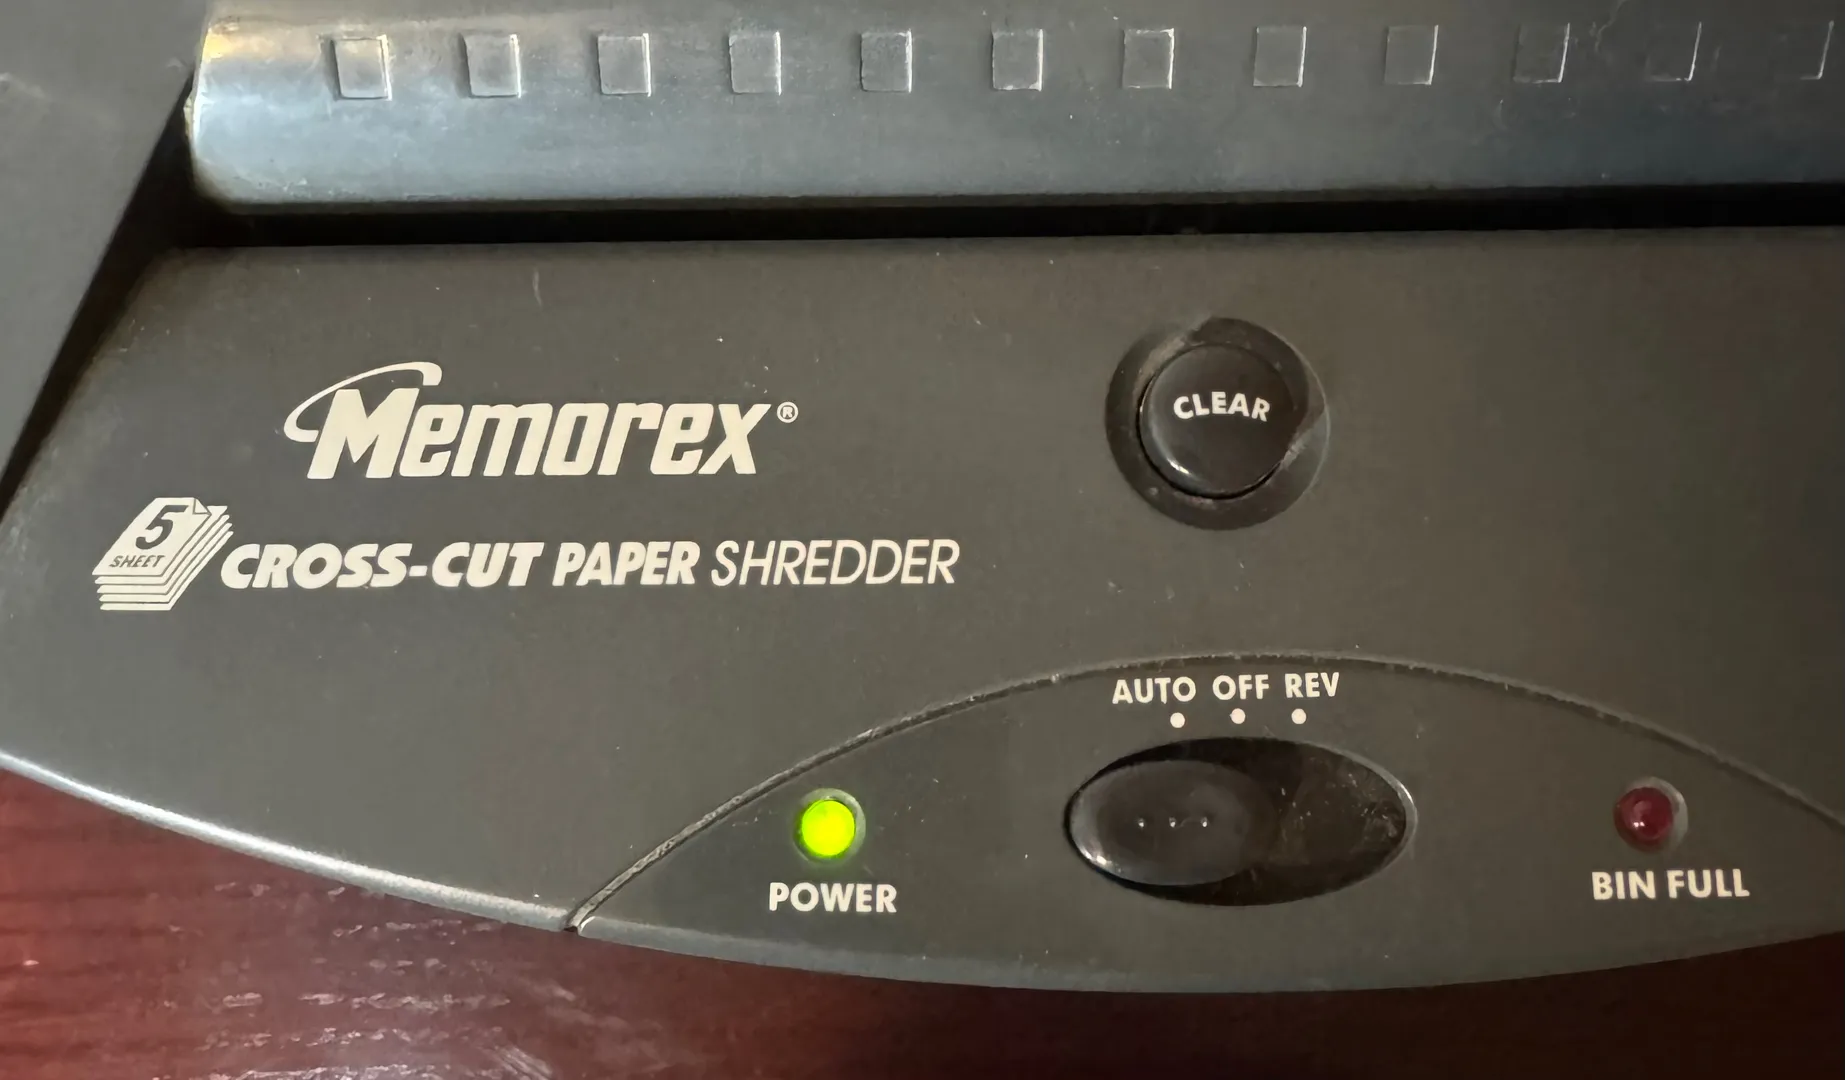 Memorex®
5
SHEET
CROSS-CUT PAPER SHREDDER
CLEAR
AUTO OFF REV
POWER
BIN FULL